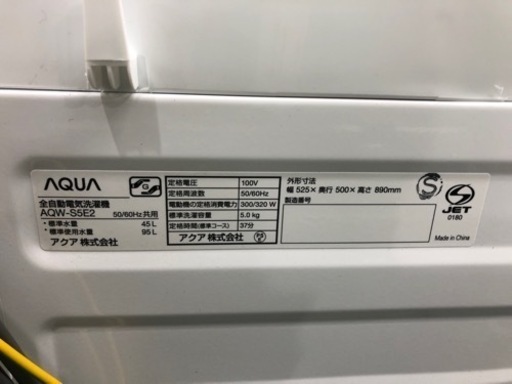 AQUA
G
全自動電気洗濯機
AQW-S5E2 50/60Hz共用
・標準水量 45L
・標準使用水量 95L
アクア株式会社
定格電圧 100V
定格周波数 50/60Hz
電動機の定格消費電力 300/320W
標準洗濯容量 5.0kg
定格時間(標準コース) 37分
アクア株式会社
外形寸法
幅 525×奥行 500×高さ 890mm
製造番号
S
JET
0180
Made in China